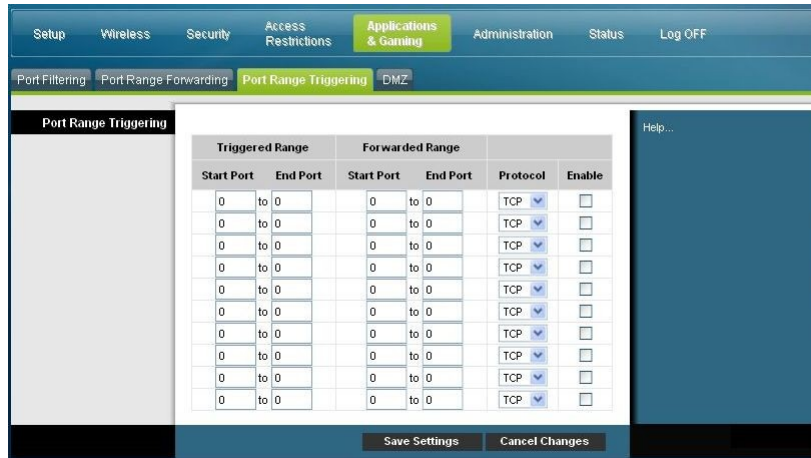 Setup Wireless Security Access Restrictions Applications & Gaming Administration Status Log OFF
Port Filtering Port Range Forwarding Port Range Triggering DMZ
Port Range Triggering
Help...
Triggered Range Forwarded Range
Start Port End Port Start Port End Port Protocol Enable
0 to 0 0 to 0 TCP
0 to 0 0 to 0 TCP
0 to 0 0 to 0 TCP
0 to 0 0 to 0 TCP
0 to 0 0 to 0 TCP
0 to 0 0 to 0 TCP
0 to 0 0 to 0 TCP
0 to 0 0 to 0 TCP
0 to 0 0 to 0 TCP
0 to 0 0 to 0 TCP
Save Settings Cancel Changes